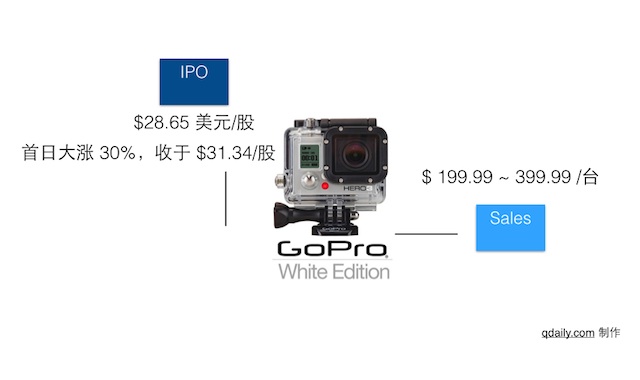 IPO
$28.65 美元/股
首日大涨 30%，收于 $31.34/股
$ 199.99 ~ 399.99 /台
Sales
HERO3
GoPro
White Edition
qdaily.com 制作